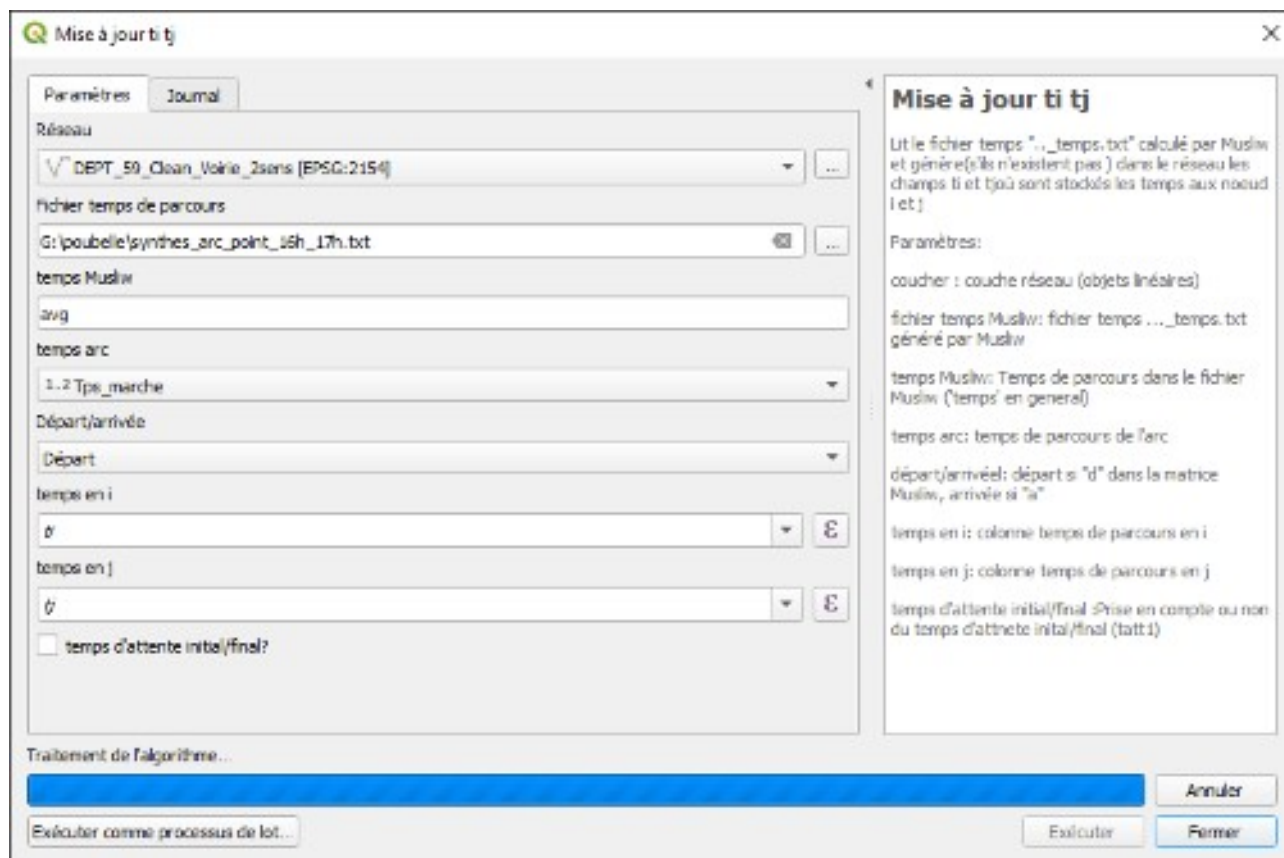 Mise à jour ti tj
Paramètres
Journal
Réseau
DEPT_59_Clean_Voirie_2sens [EPSG:2154]
...
Fichier temps de parcours
G:\poubelle\synthes_arc_point_16h_17h.txt
...
temps Musliw
avg
temps arc
1.2 Tps_marche
Départ/arrivée
Départ
temps en i
ε
temps en j
tj
ε
temps d'attente initial/final?
Mise à jour ti tj
Lit le fichier temps ".._temps.txt" calculé par Musliw
et génère(s'ils n'existent pas ) dans le réseau les
champs ti et tjoù sont stockés les temps aux noeud
i et j
Paramètres:
coucher : couche réseau (objets linéaires)
fichier temps Musliw: fichier temps ..._temps.txt
généré par Musliw
temps Musliw: Temps de parcours dans le fichier
Musliw ('temps' en general)
temps arc: temps de parcours de l'arc
départ/arrivéel: départ si "d" dans la matrice
Musliw, arrivée si "a"
temps en i: colonne temps de parcours en i
temps en j: colonne temps de parcours en j
temps d'attente initial/final :Prise en compte ou non
du temps d'attnete inital/final (tatt1)
Traitement de l'algorithme...
Annuler
Exécuter comme processus de lot...
Exécuter
Fermer